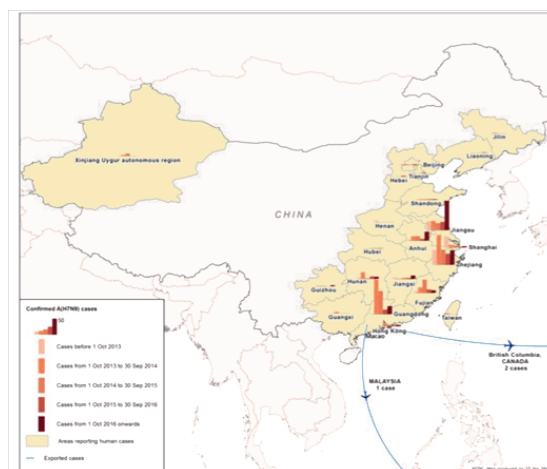 Jilin
Liaoning
Beijing
Tianjin
Hebei
Xinjiang Uygur autonomous region
Shandong
CHINA
Henan
Jiangsu
Anhui
Shanghai
Hubei
Zhejiang
Hunan
Jiangxi
Guizhou
Fujian
Guangxi
Guangdong
Taiwan
Hong Kong
Macao
Confirmed A(H7N9) cases
50
Cases before 1 Oct 2013
Cases from 1 Oct 2013 to 30 Sep 2014
Cases from 1 Oct 2014 to 30 Sep 2015
Cases from 1 Oct 2015 to 30 Sep 2016
Cases from 1 Oct 2016 onwards
Areas reporting human cases
Exported cases
British Columbia,
CANADA
2 cases
MALAYSIA
1 case